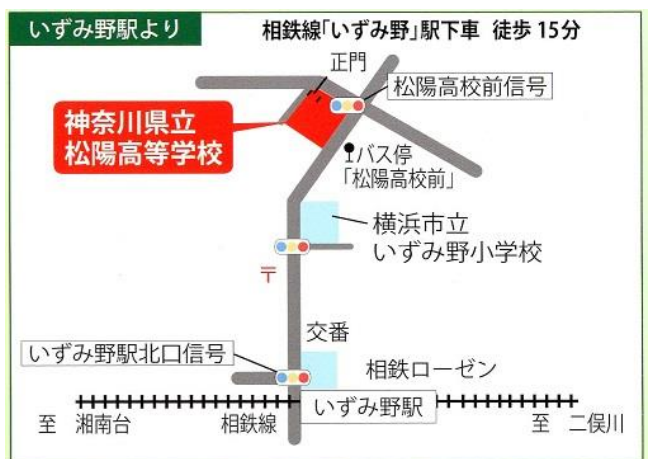 いずみ野駅より
相鉄線「いずみ野」駅下車 徒歩 15分
正門
松陽高校前信号
神奈川県立
松陽高等学校
バス停
「松陽高校前」
横浜市立
いずみ野小学校
〒
交番
いずみ野駅北口信号
相鉄ローゼン
いずみ野駅
至 湘南台
相鉄線
至 二俣川